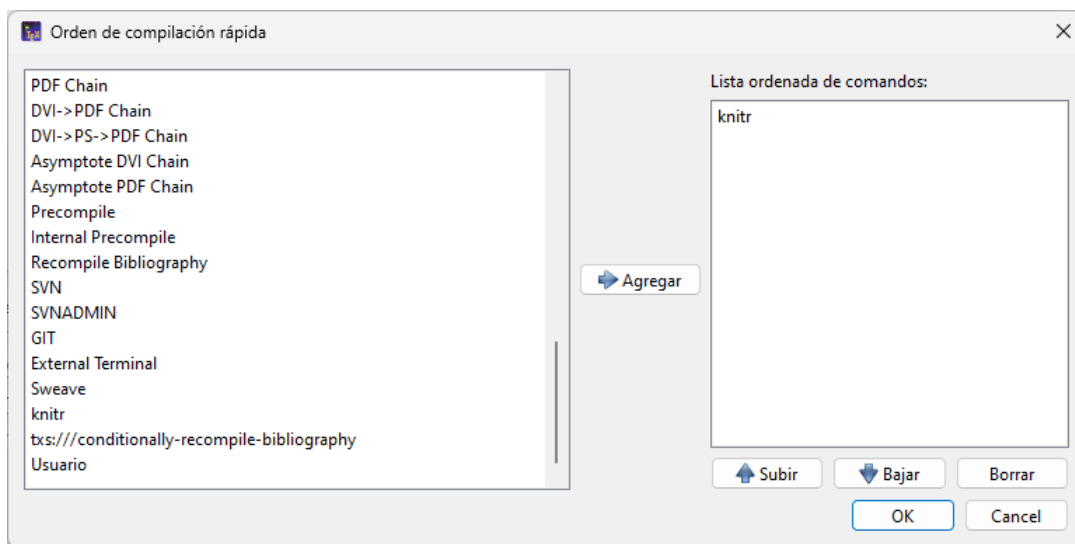 Orden de compilación rápida
PDF Chain
DVI->PDF Chain
DVI->PS->PDF Chain
Asymptote DVI Chain
Asymptote PDF Chain
Precompile
Internal Precompile
Recompile Bibliography
SVN
SVNADMIN
GIT
External Terminal
Sweave
knitr
txs:///conditionally-recompile-bibliography
Usuario
Agregar
Lista ordenada de comandos:
knitr
Subir
Bajar
Borrar
OK
Cancel